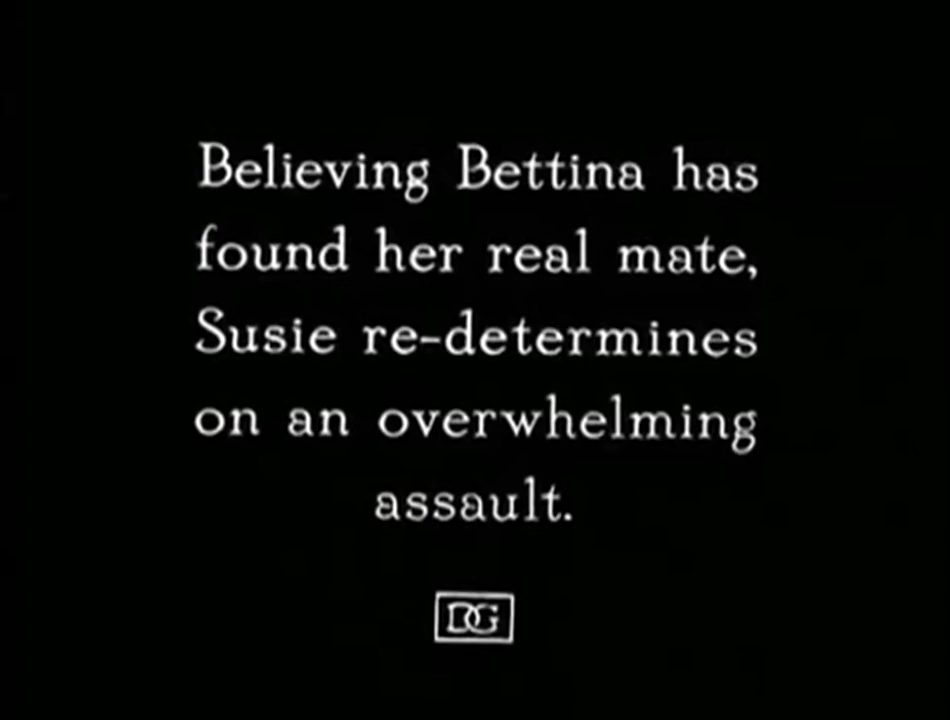 Believing Bettina has
found her real mate,
Susie re-determines
on an overwhelming
assault.
DG